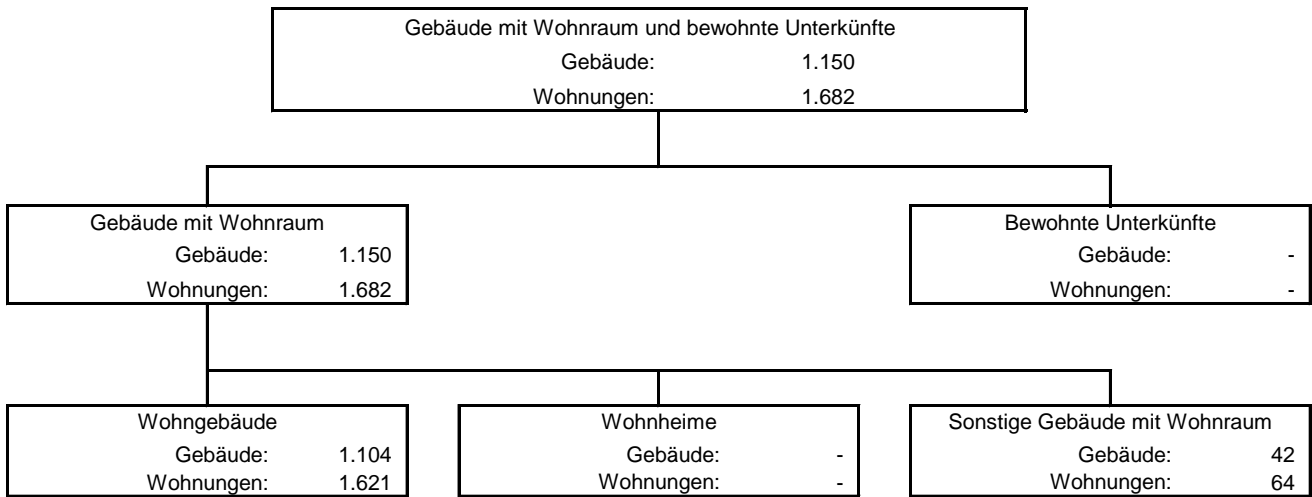 Gebäude mit Wohnraum und bewohnte Unterkünfte
Gebäude: 1.150
Wohnungen: 1.682
Gebäude mit Wohnraum
Gebäude: 1.150
Wohnungen: 1.682
Bewohnte Unterkünfte
Gebäude: -
Wohnungen: -
Wohngebäude
Gebäude: 1.104
Wohnungen: 1.621
Wohnheime
Gebäude: -
Wohnungen: -
Sonstige Gebäude mit Wohnraum
Gebäude: 42
Wohnungen: 64